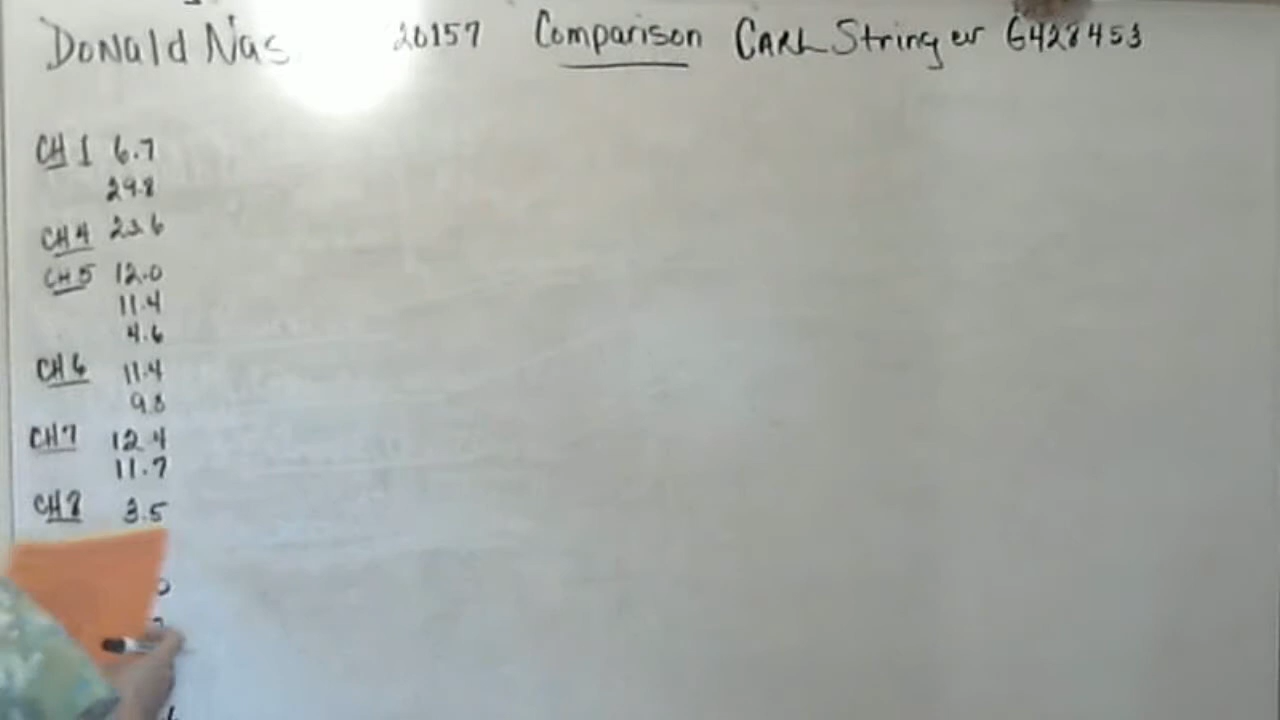 Donald Nas 20157 Comparison CARL Stringer 6428453
CH 1 6.7
29.8
CH 4 23.6
CH 5 12.0
11.4
4.6
CH 6 11.4
9.8
CH 7 12.4
11.7
CH 8 3.5